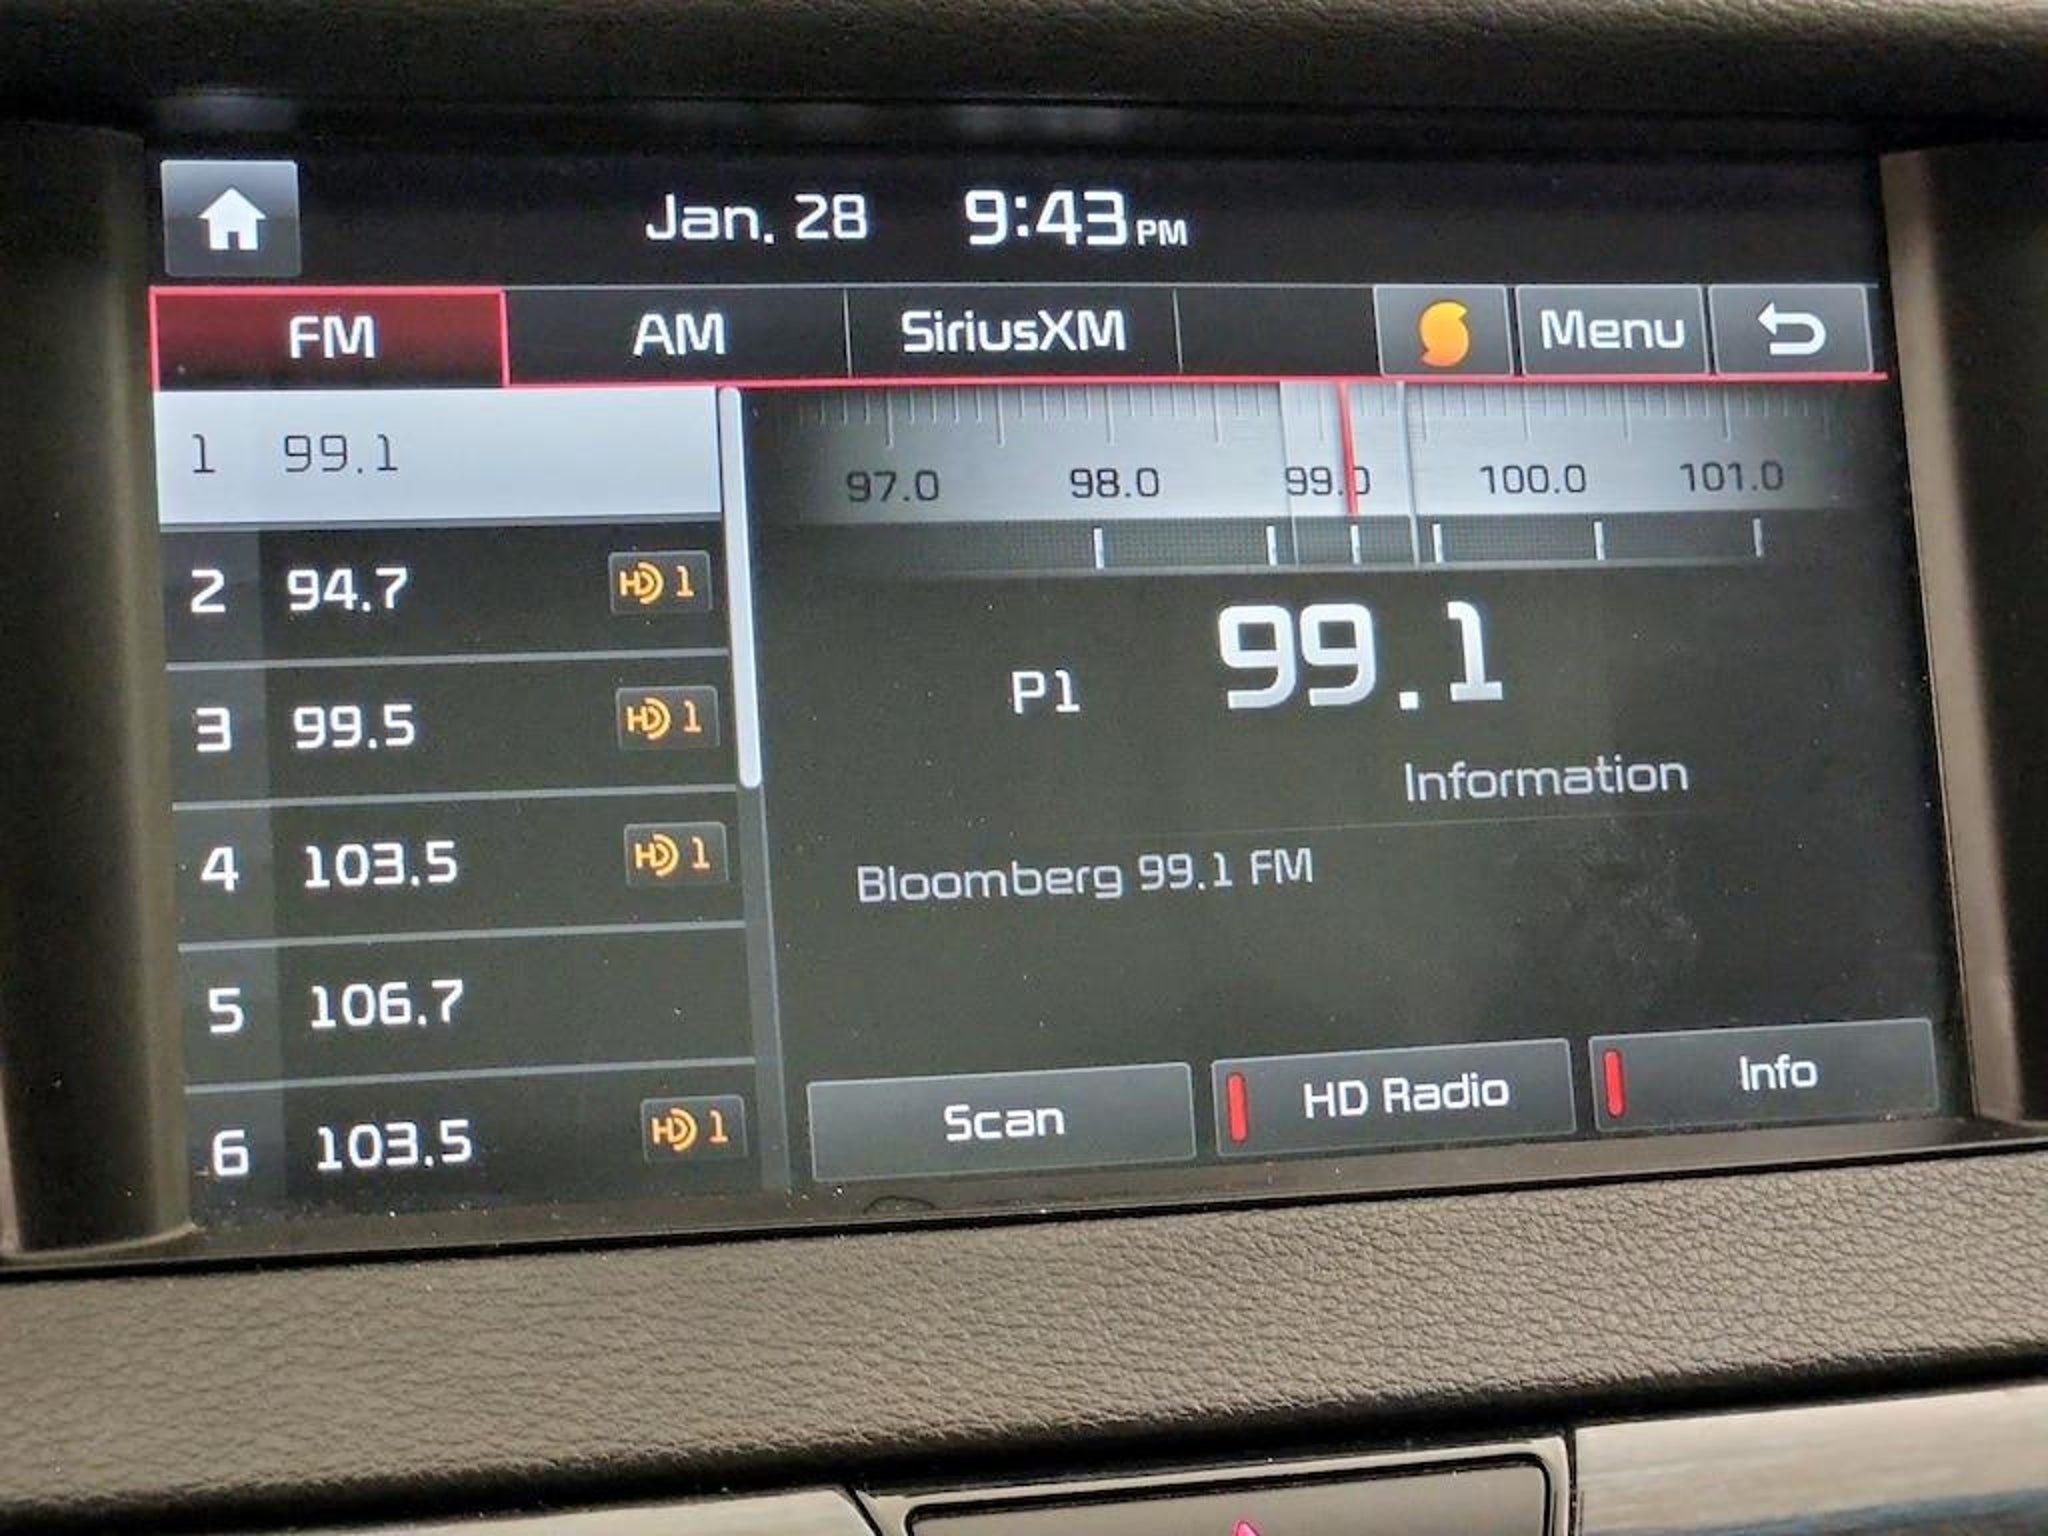 Jan. 28 9:43 PM
FM AM SiriusXM Menu
1 99.1
97.0 98.0 99.0 100.0 101.0
2 94.7 HD 1
P1 99.1
3 99.5 HD 1
Information
4 103.5 HD 1
Bloomberg 99.1 FM
5 106.7
6 103.5 HD 1
Scan HD Radio Info